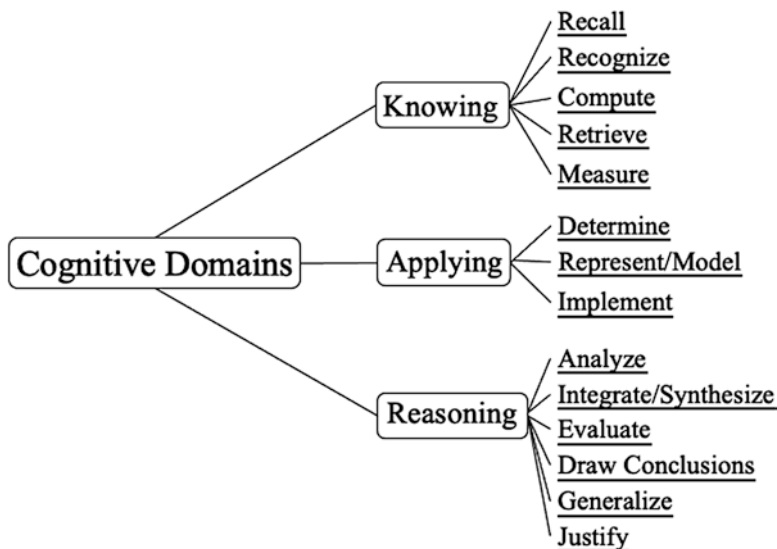 Cognitive Domains
Knowing
Recall
Recognize
Compute
Retrieve
Measure
Applying
Determine
Represent/Model
Implement
Reasoning
Analyze
Integrate/Synthesize
Evaluate
Draw Conclusions
Generalize
Justify